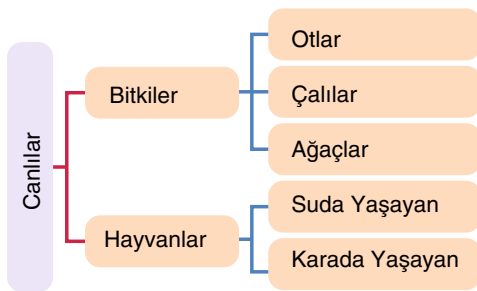 Canlılar
Bitkiler
Otlar
Çalılar
Ağaçlar
Hayvanlar
Suda Yaşayan
Karada Yaşayan